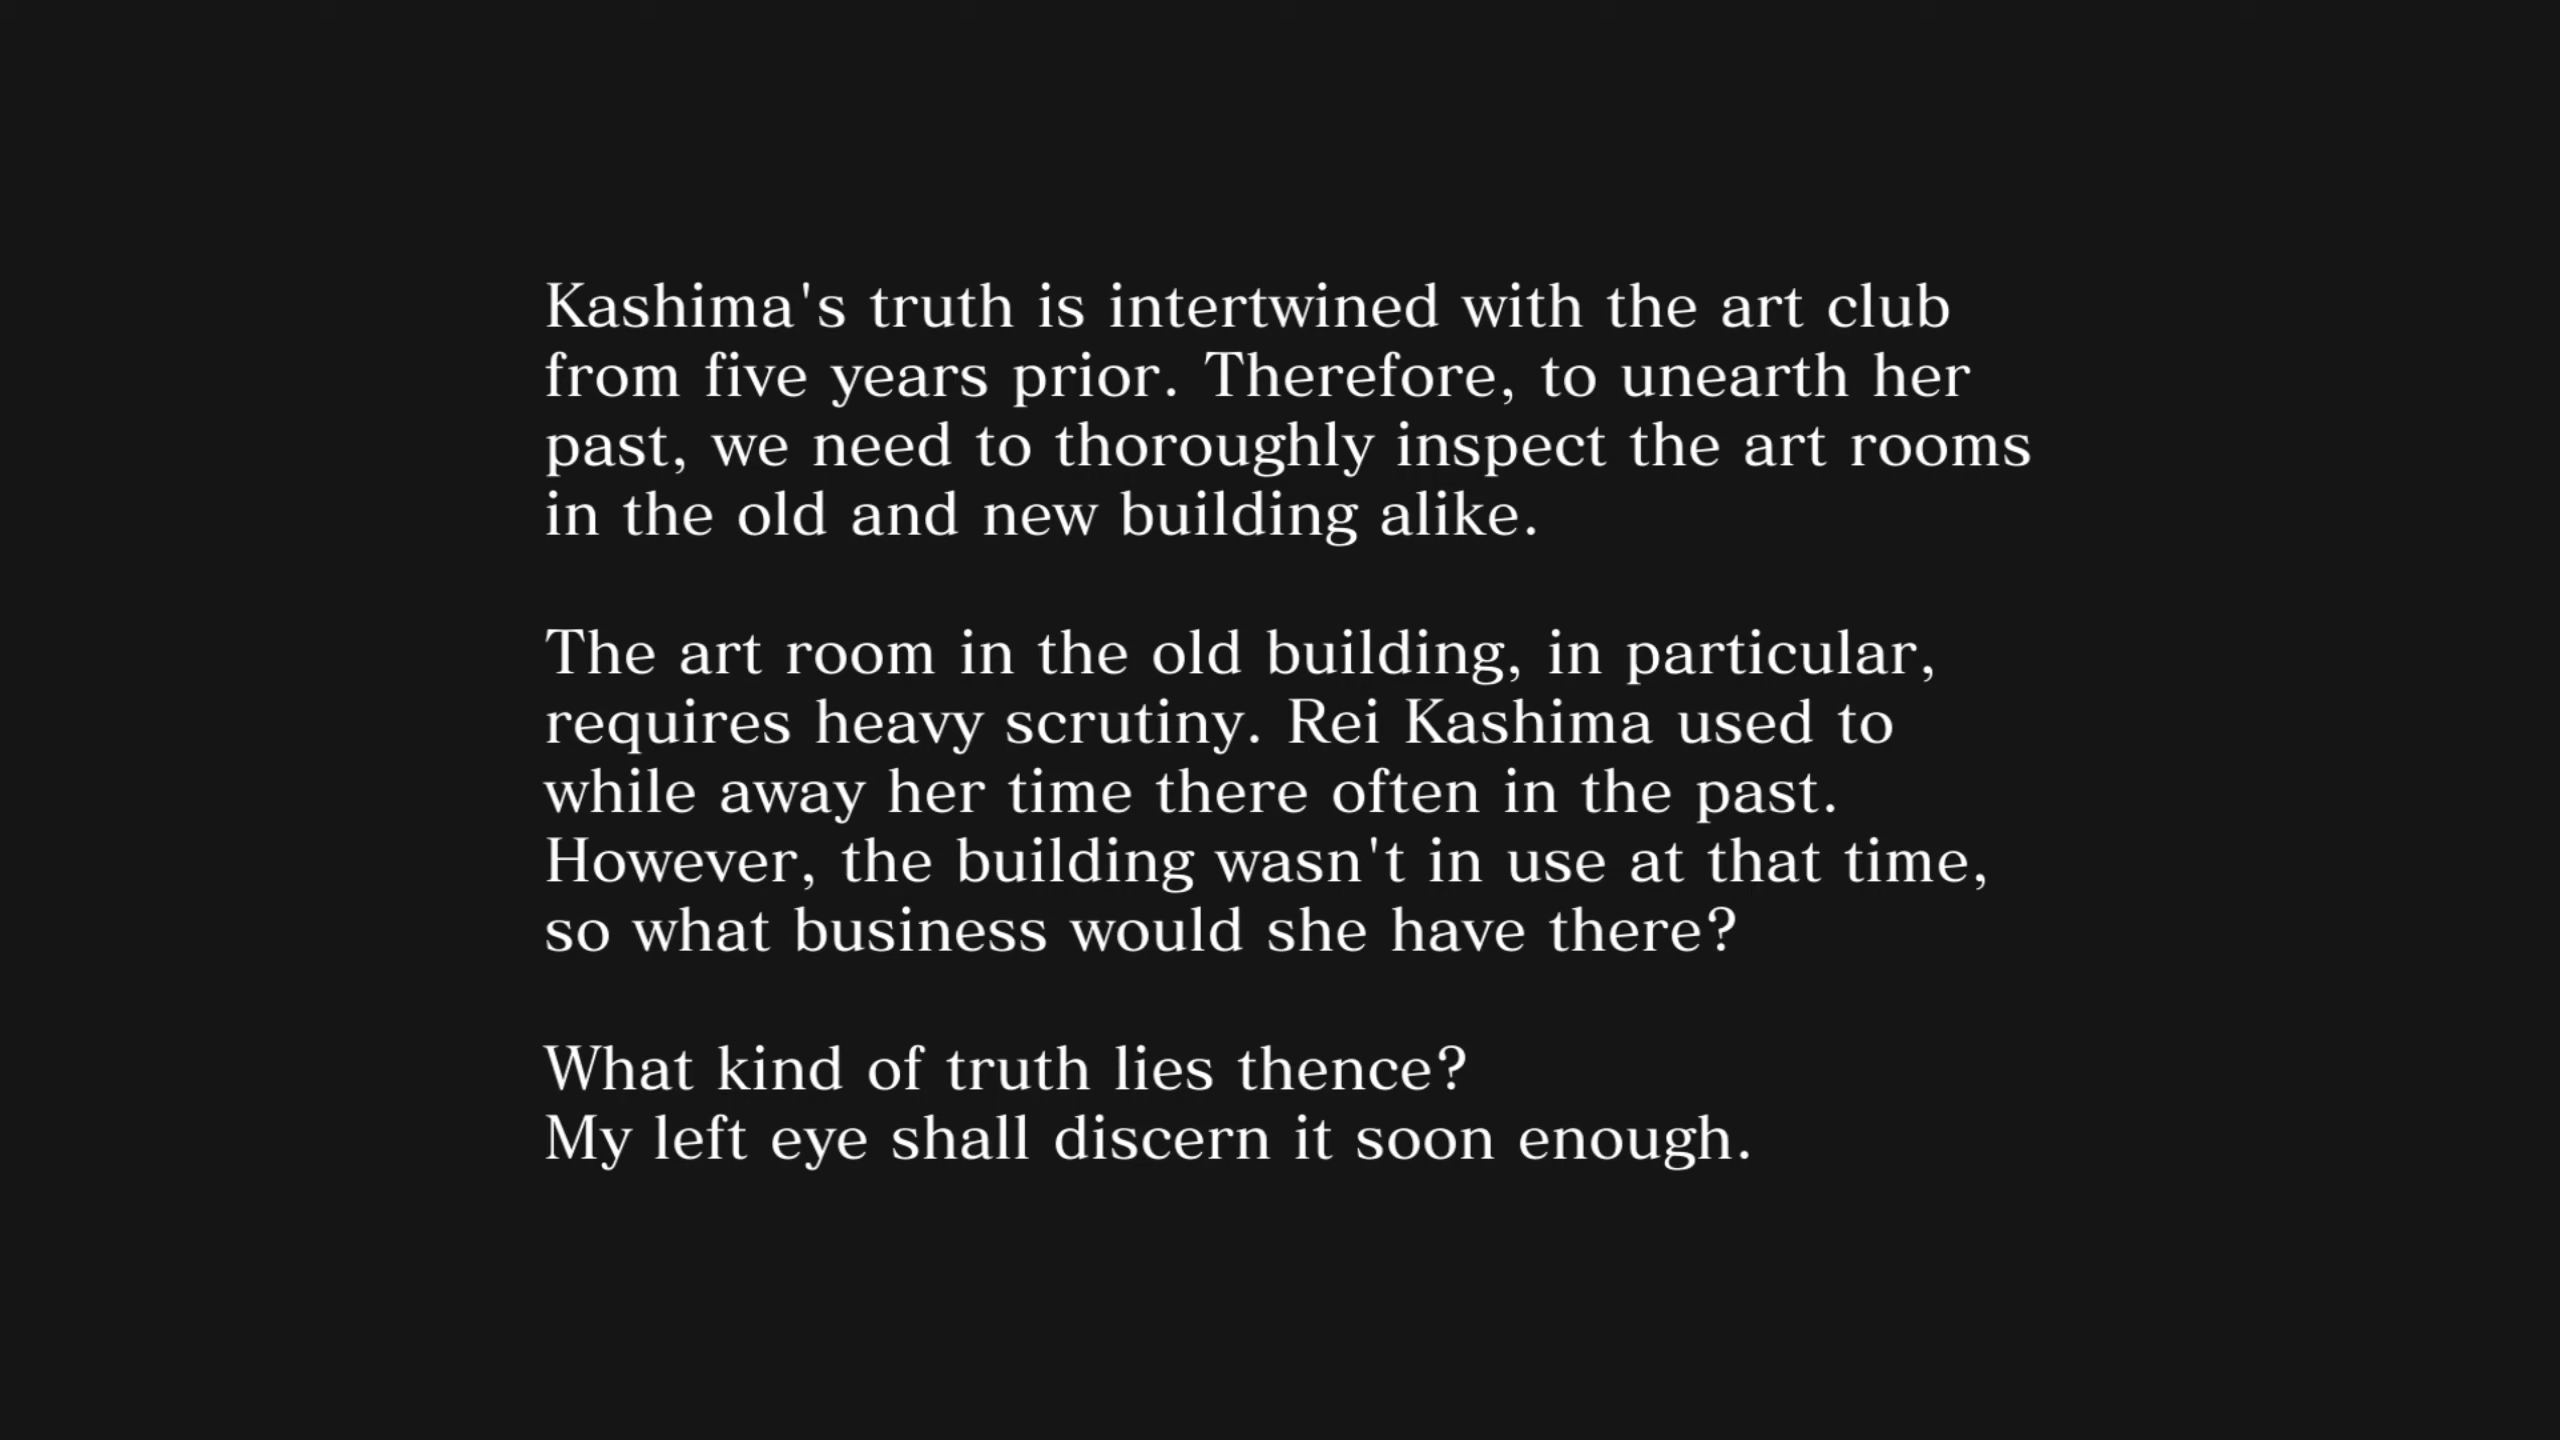 Kashima's truth is intertwined with the art club
from five years prior. Therefore, to unearth her
past, we need to thoroughly inspect the art rooms
in the old and new building alike.
The art room in the old building, in particular,
requires heavy scrutiny. Rei Kashima used to
while away her time there often in the past.
However, the building wasn't in use at that time,
so what business would she have there?
What kind of truth lies thence?
My left eye shall discern it soon enough.